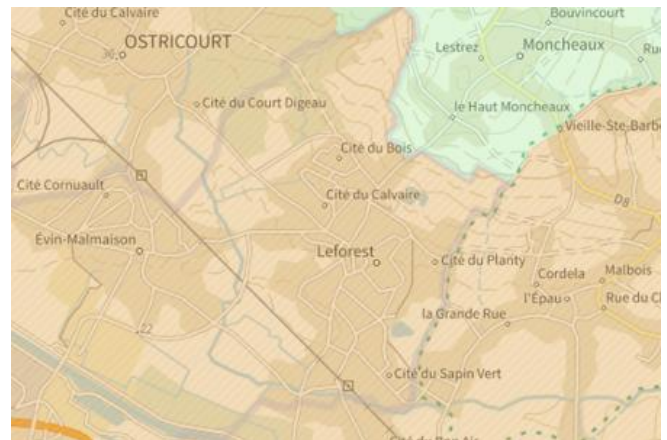 Cité du Calvaire
Bouvincourt
36
OSTRICOURT
Lestrez
Moncheaux
Cité du Court Digeau
le Haut Moncheaux
Vieille-Ste-Barbe
Cité du Bois
Cité Cornuault
Cité du Calvaire
D8
Évin-Malmaison
Leforest
Cité du Planty
Cordela
Malbois
l'Épau
la Grande Rue
22
Cité du Sapin Vert